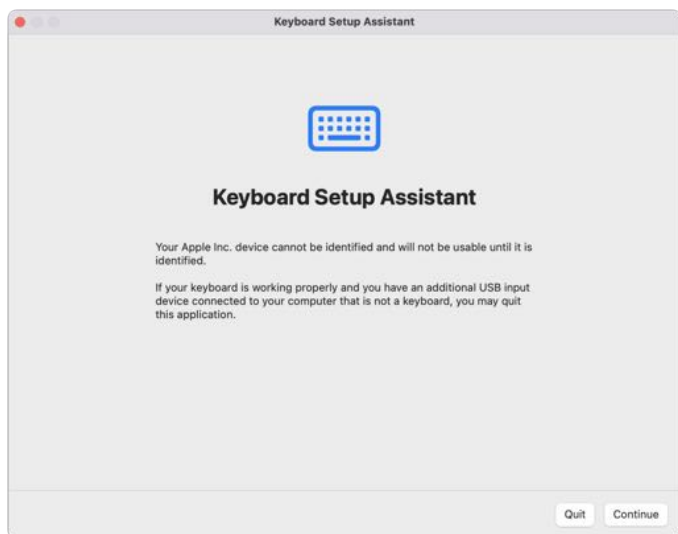 Keyboard Setup Assistant
Keyboard Setup Assistant
Your Apple Inc. device cannot be identified and will not be usable until it is
identified.
If your keyboard is working properly and you have an additional USB input
device connected to your computer that is not a keyboard, you may quit
this application.
Quit Continue